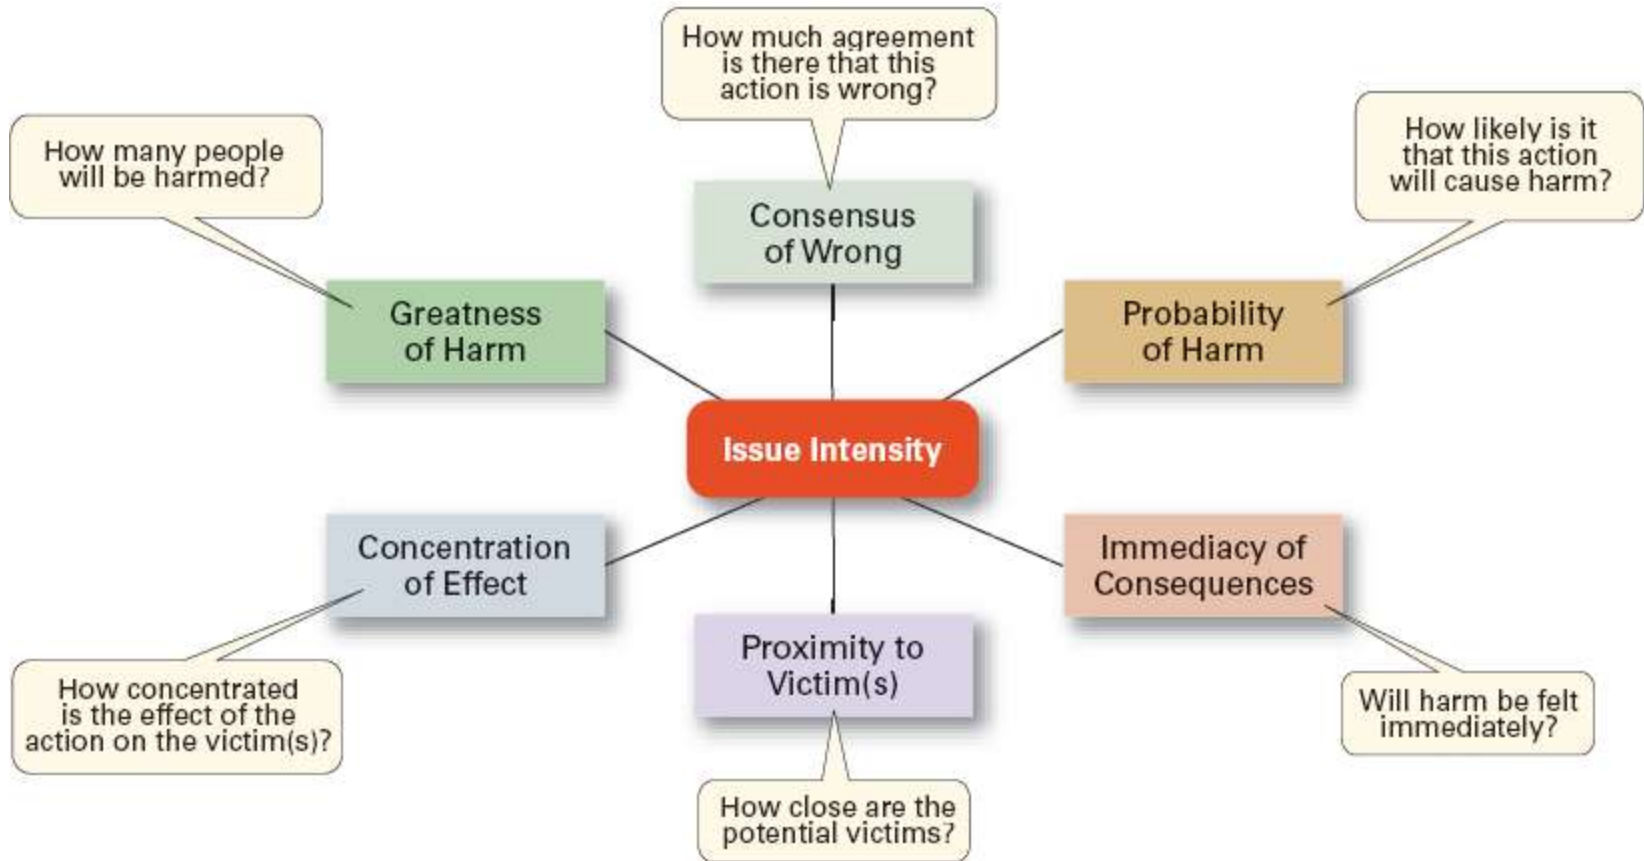 How much agreement
is there that this
action is wrong?
How many people
will be harmed?
How likely is it
that this action
will cause harm?
Consensus
of Wrong
Greatness
of Harm
Probability
of Harm
Issue Intensity
Concentration
of Effect
Immediacy of
Consequences
Proximity to
Victim(s)
How concentrated
is the effect of the
action on the victim(s)?
Will harm be felt
immediately?
How close are the
potential victims?